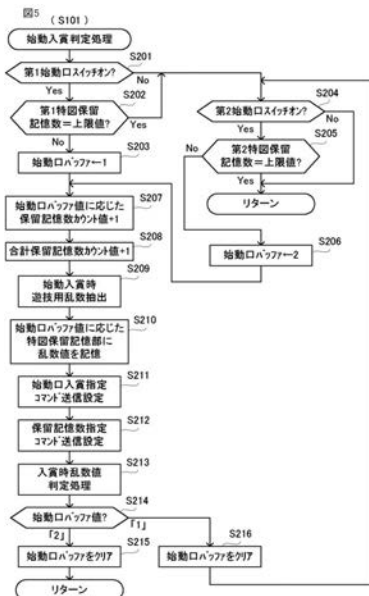 図5
(S101)
始動入賞判定処理
S201
第1始動口スイッチオン?
No
Yes
S202
第1特図保留
記憶数=上限値?
Yes
No
S203
始動口バッファ←1
S207
始動口バッファ値に応じた
保留記憶数カウント値+1
S208
合計保留記憶数カウント値+1
S209
始動入賞時
遊技用乱数抽出
S210
始動口バッファ値に応じた
特図保留記憶部に
乱数値を記憶
S211
始動口入賞指定
コマンド送信設定
S212
保留記憶数指定
コマンド送信設定
S213
入賞時乱数値
判定処理
S214
始動口バッファ値?
「2」
「1」
S215
始動口バッファをクリア
リターン
S216
始動口バッファをクリア
S204
第2始動口スイッチオン?
Yes
No
S205
第2特図保留
記憶数=上限値?
No
Yes
リターン
S206
始動口バッファ←2